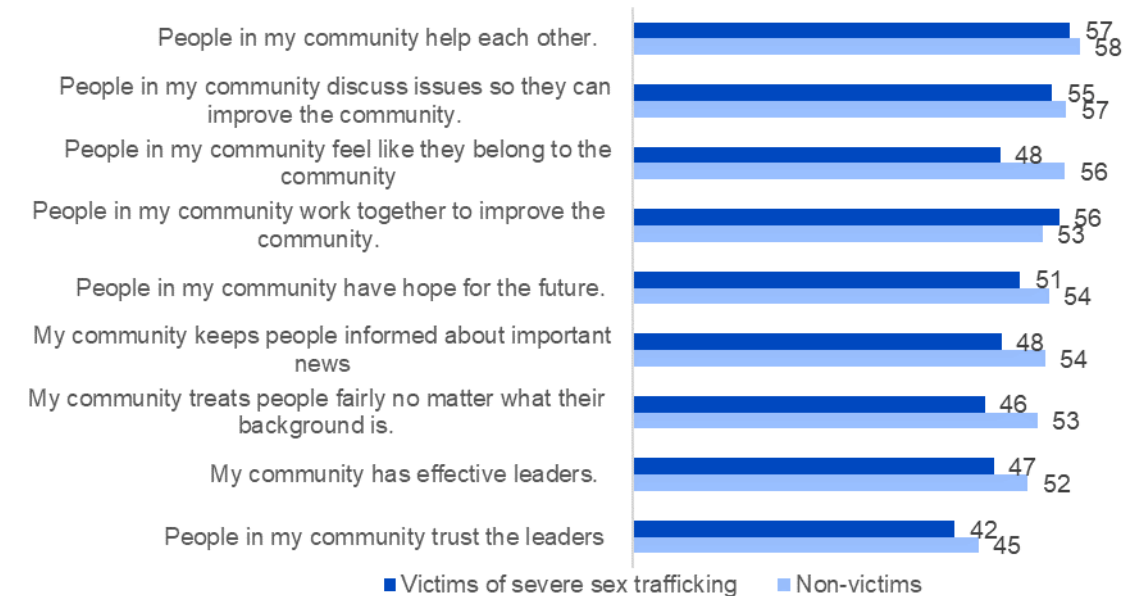 People in my community help each other.
57
58
People in my community discuss issues so they can
improve the community.
55
57
People in my community feel like they belong to the
community
48
56
People in my community work together to improve the
community.
56
53
People in my community have hope for the future.
51
54
My community keeps people informed about important
news
48
54
My community treats people fairly no matter what their
background is.
46
53
My community has effective leaders.
47
52
People in my community trust the leaders
42
45
Victims of severe sex trafficking
Non-victims